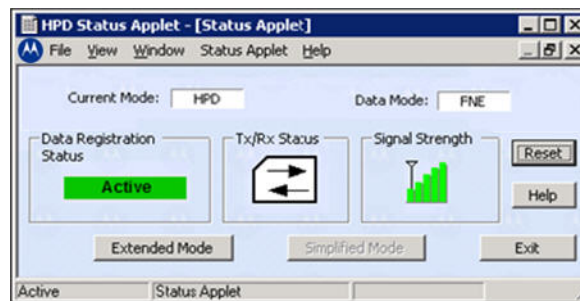 HPD Status Applet - [Status Applet]
File View Window Status Applet Help
Current Mode: HPD Data Mode: FNE
Data Registration Status Tx/Rx Status Signal Strength
Active
Reset
Help
Extended Mode Simplified Mode Exit
Active Status Applet